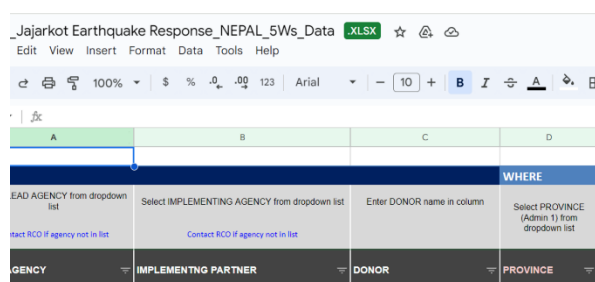 _Jajarkot Earthquake Response_NEPAL_5Ws_Data .XLSX
Edit View Insert Format Data Tools Help
100% $ % .0 .00 123 Arial - 10 + B I A
fx
A B C D
WHERE
LEAD AGENCY from dropdown list
Select IMPLEMENTING AGENCY from dropdown list
Enter DONOR name in column
Select PROVINCE
(Admin 1) from
dropdown list
Contact RCO if agency not in list
Contact RCO if agency not in list
AGENCY IMPLEMENTNG PARTNER DONOR PROVINCE